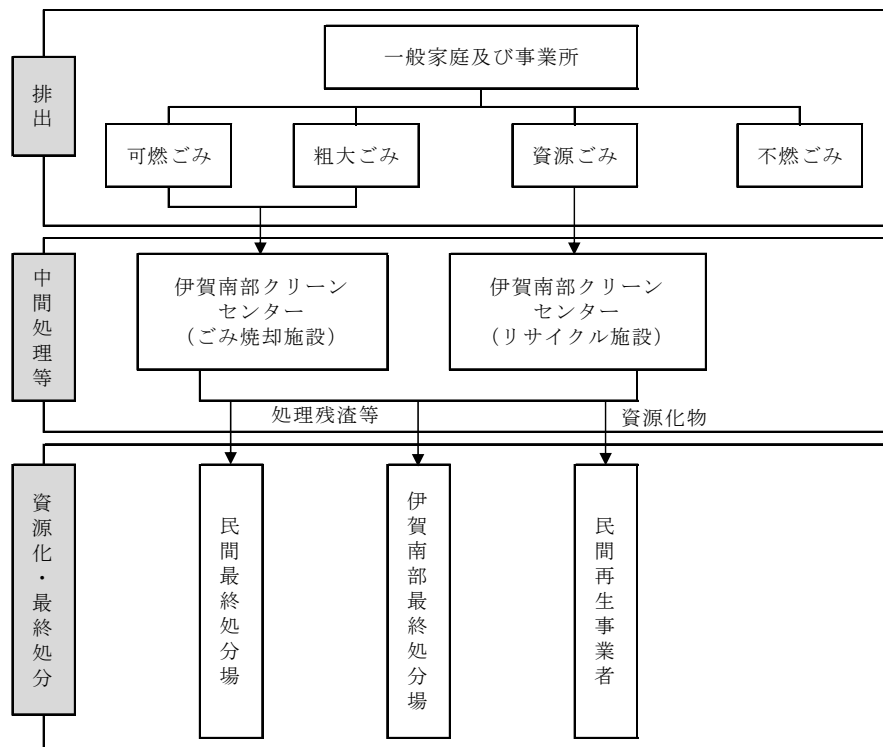 排出
一般家庭及び事業所
可燃ごみ
粗大ごみ
資源ごみ
不燃ごみ
中間処理等
伊賀南部クリーン
センター
（ごみ焼却施設）
伊賀南部クリーン
センター
（リサイクル施設）
処理残渣等
資源化物
資源化・最終処分
民間最終処分場
伊賀南部最終処分場
民間再生事業者